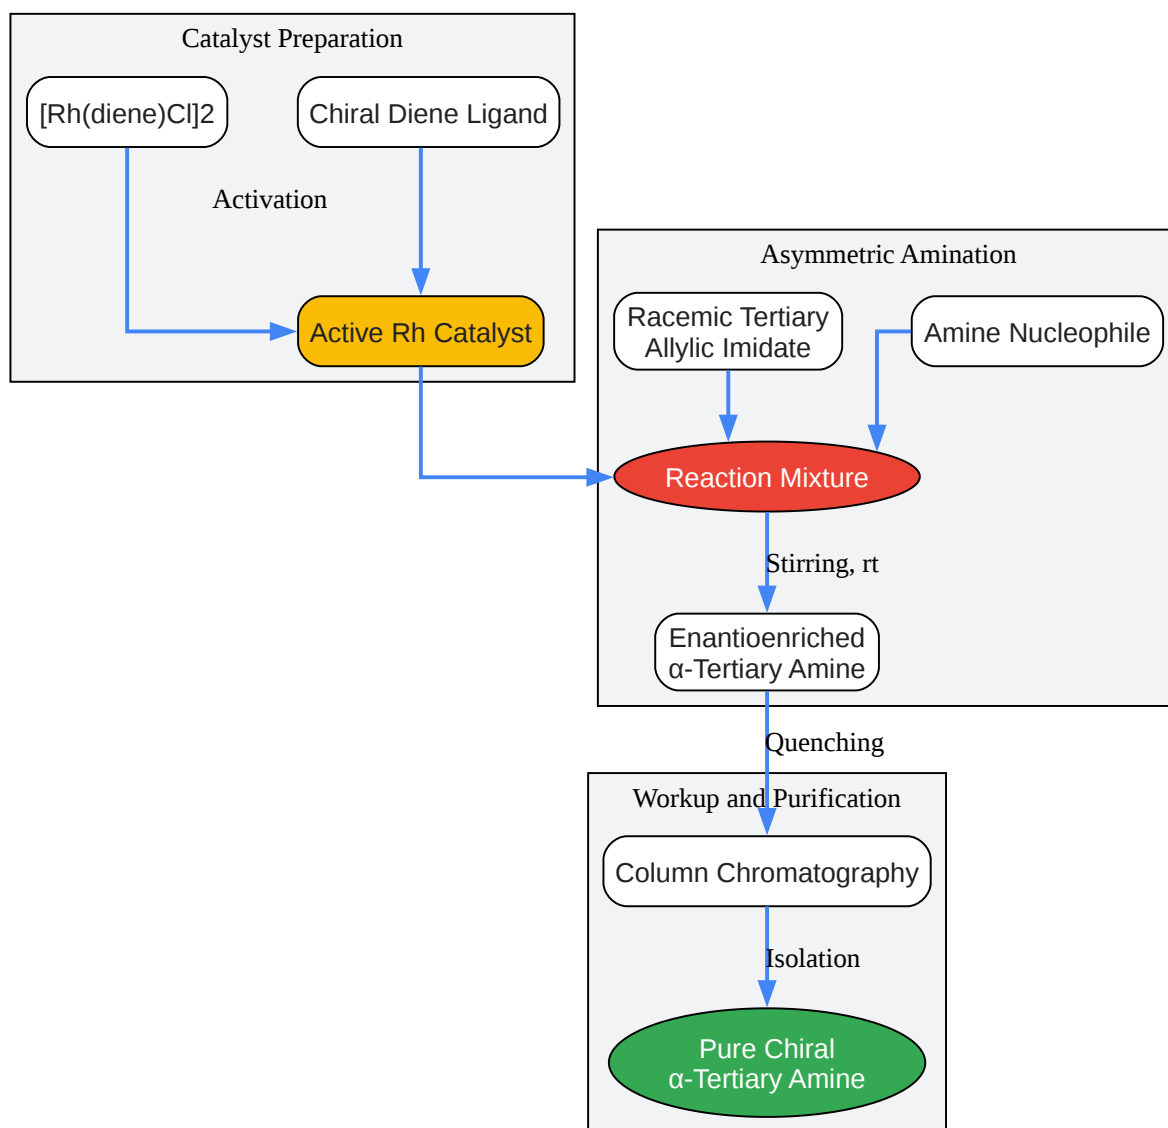 Catalyst Preparation
[Rh(diene)Cl]2
Chiral Diene Ligand
Activation
Active Rh Catalyst
Asymmetric Amination
Racemic Tertiary
Allylic Imidate
Amine Nucleophile
Reaction Mixture
Stirring, rt
Enantioenriched
α-Tertiary Amine
Quenching
Workup and Purification
Column Chromatography
Isolation
Pure Chiral
α-Tertiary Amine